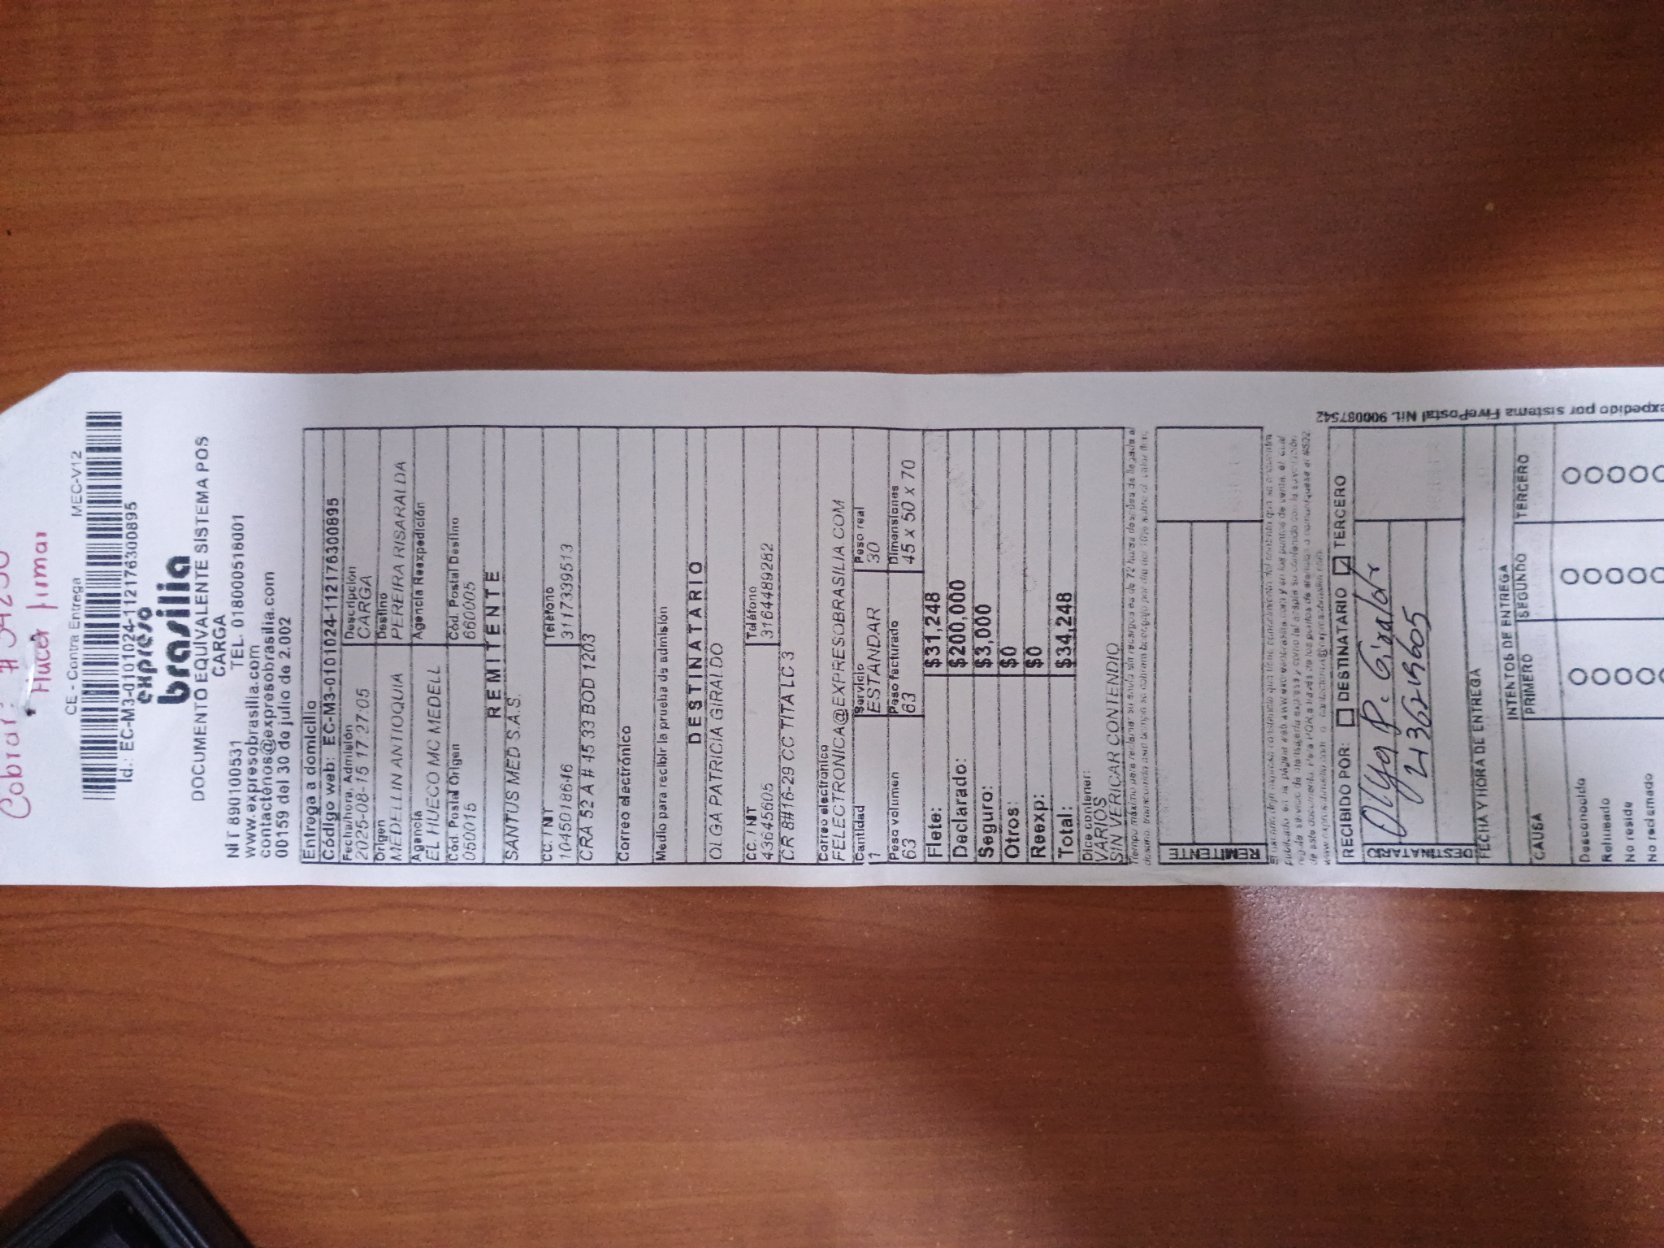 Cobrar: # 34250
Hacer firmar
CE - Contra Entrega MEC-V12
Id.: EC-M3-0101024-112176300895
expreso
brasilia
DOCUMENTO EQUIVALENTE SISTEMA POS
CARGA
NIT 890100531 TEL. 018000518001
www.expresobrasilia.com
contactenos@expresobrasilia.com
00159 del 30 de julio de 2.002
Entrega a domicilio
Código web: EC-M3-0101024-112176300895
Fecha/hora, Admisión Descripción
2025-08-15 17:27:05 CARGA
Origen Destino
MEDELLIN ANTIOQUIA PEREIRA RISARALDA
Agencia Agencia Reexpedición
EL HUECO MC MEDELL
Cód. Postal Origen Cód. Postal Destino
050015 660005
REMITENTE
SANTUS MED S.A.S.
CC. / NIT Teléfono
1045018646 3117339513
CRA 52 A # 45 33 BOD 1203
Correo electrónico
Medio para recibir la prueba de admisión
DESTINATARIO
OLGA PATRICIA GIRALDO
CC. / NIT Teléfono
43645605 3164489282
CR 8#16-29 CC TITA LC 3
Correo electrónico
FELECTRONICA@EXPRESOBRASILIA.COM
Cantidad Servicio Peso real
1 ESTANDAR 30
Peso volumen Peso facturado Dimensiones
63 63 45 x 50 x 70
Flete: $31,248
Declarado: $200,000
Seguro: $3,000
Otros: $0
Reexp: $0
Total: $34,248
Dice contener:
VARIOS
SIN VERICAR CONTENDIO
REMITENTE
RECIBIDO POR: DESTINATARIO TERCERO
DESTINATARIO
Olga P. Giraldo
FECHA Y HORA DE ENTREGA
INTENTOS DE ENTREGA
CAUSA PRIMERO SEGUNDO TERCERO
Desconocido
Rehusado
No reside
No reclamado
expedido por sistema FivePostal Nit. 900087542